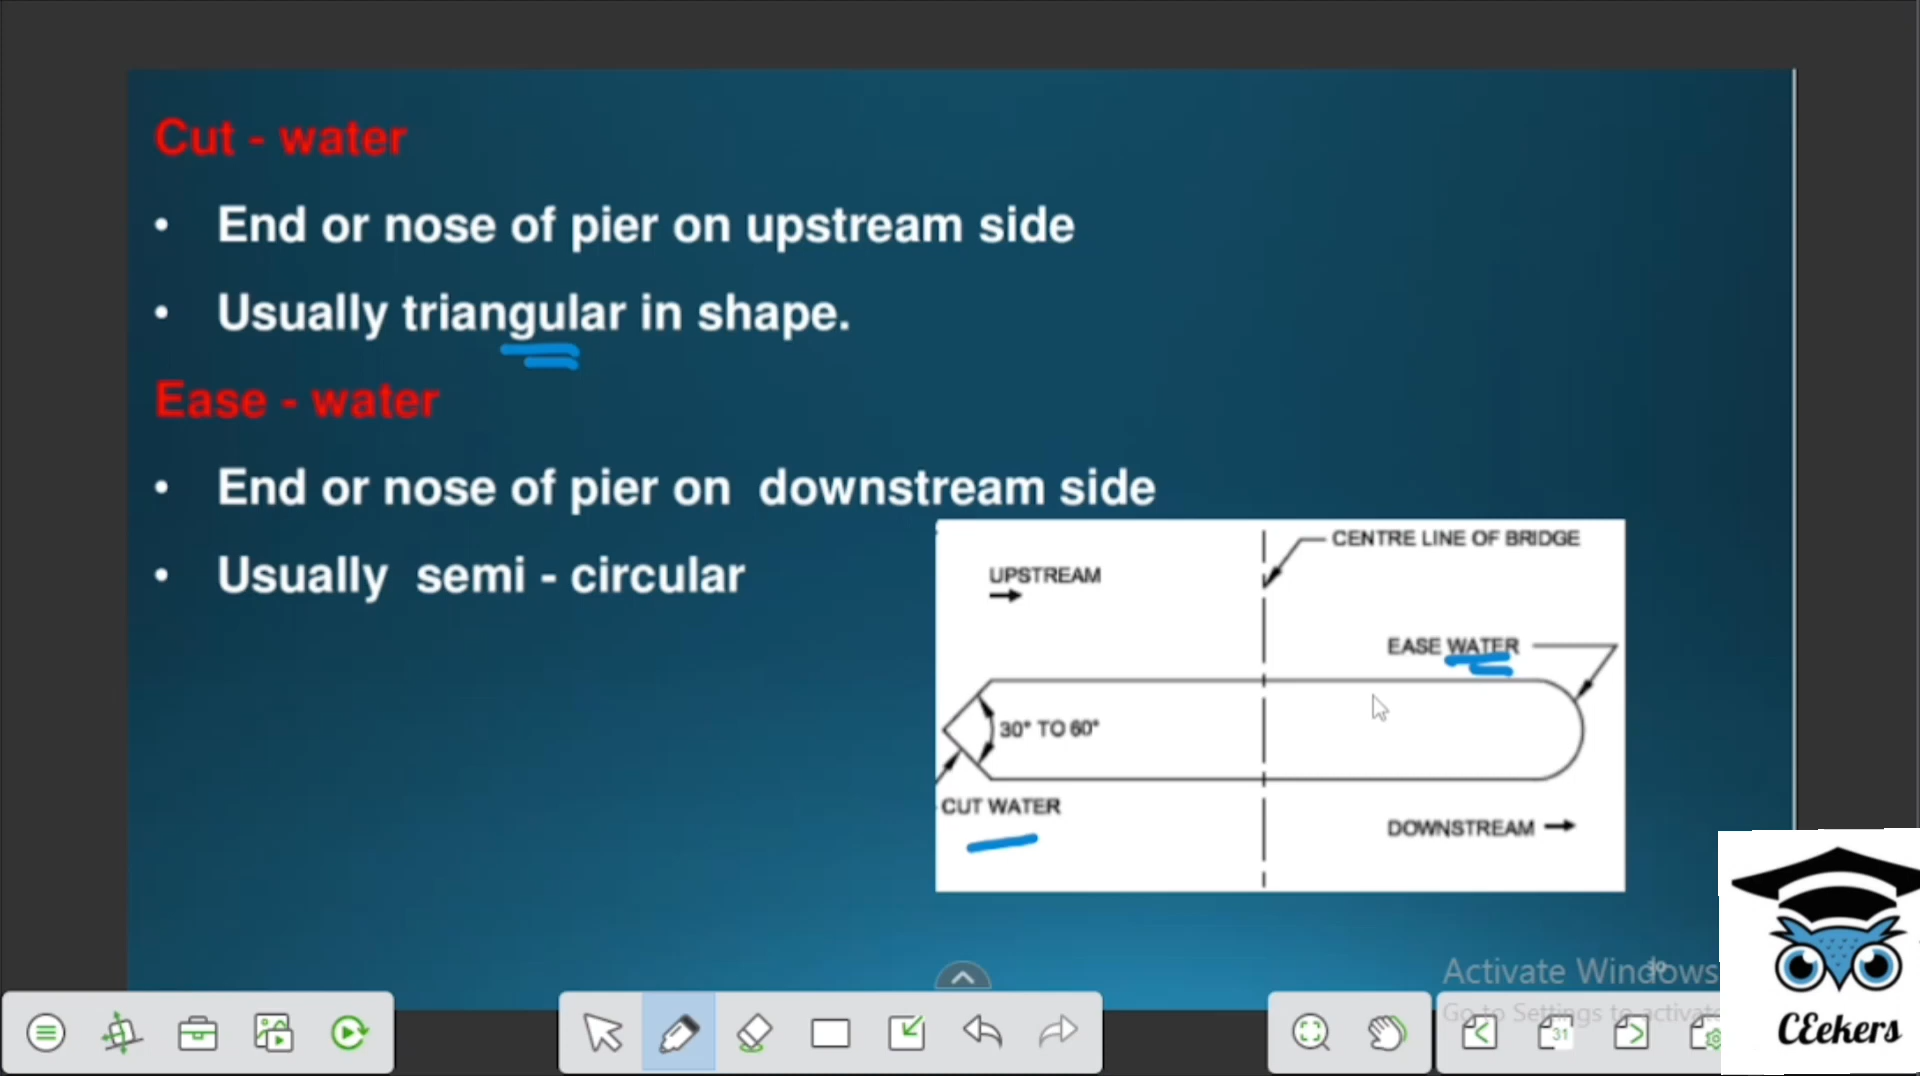 Cut - water
• End or nose of pier on upstream side
• Usually triangular in shape.
Ease - water
• End or nose of pier on downstream side
• Usually semi - circular
CENTRE LINE OF BRIDGE
UPSTREAM
EASE WATER
30° TO 60°
CUT WATER
DOWNSTREAM
Activate Windows
Go to Settings to activate
31
CEekers